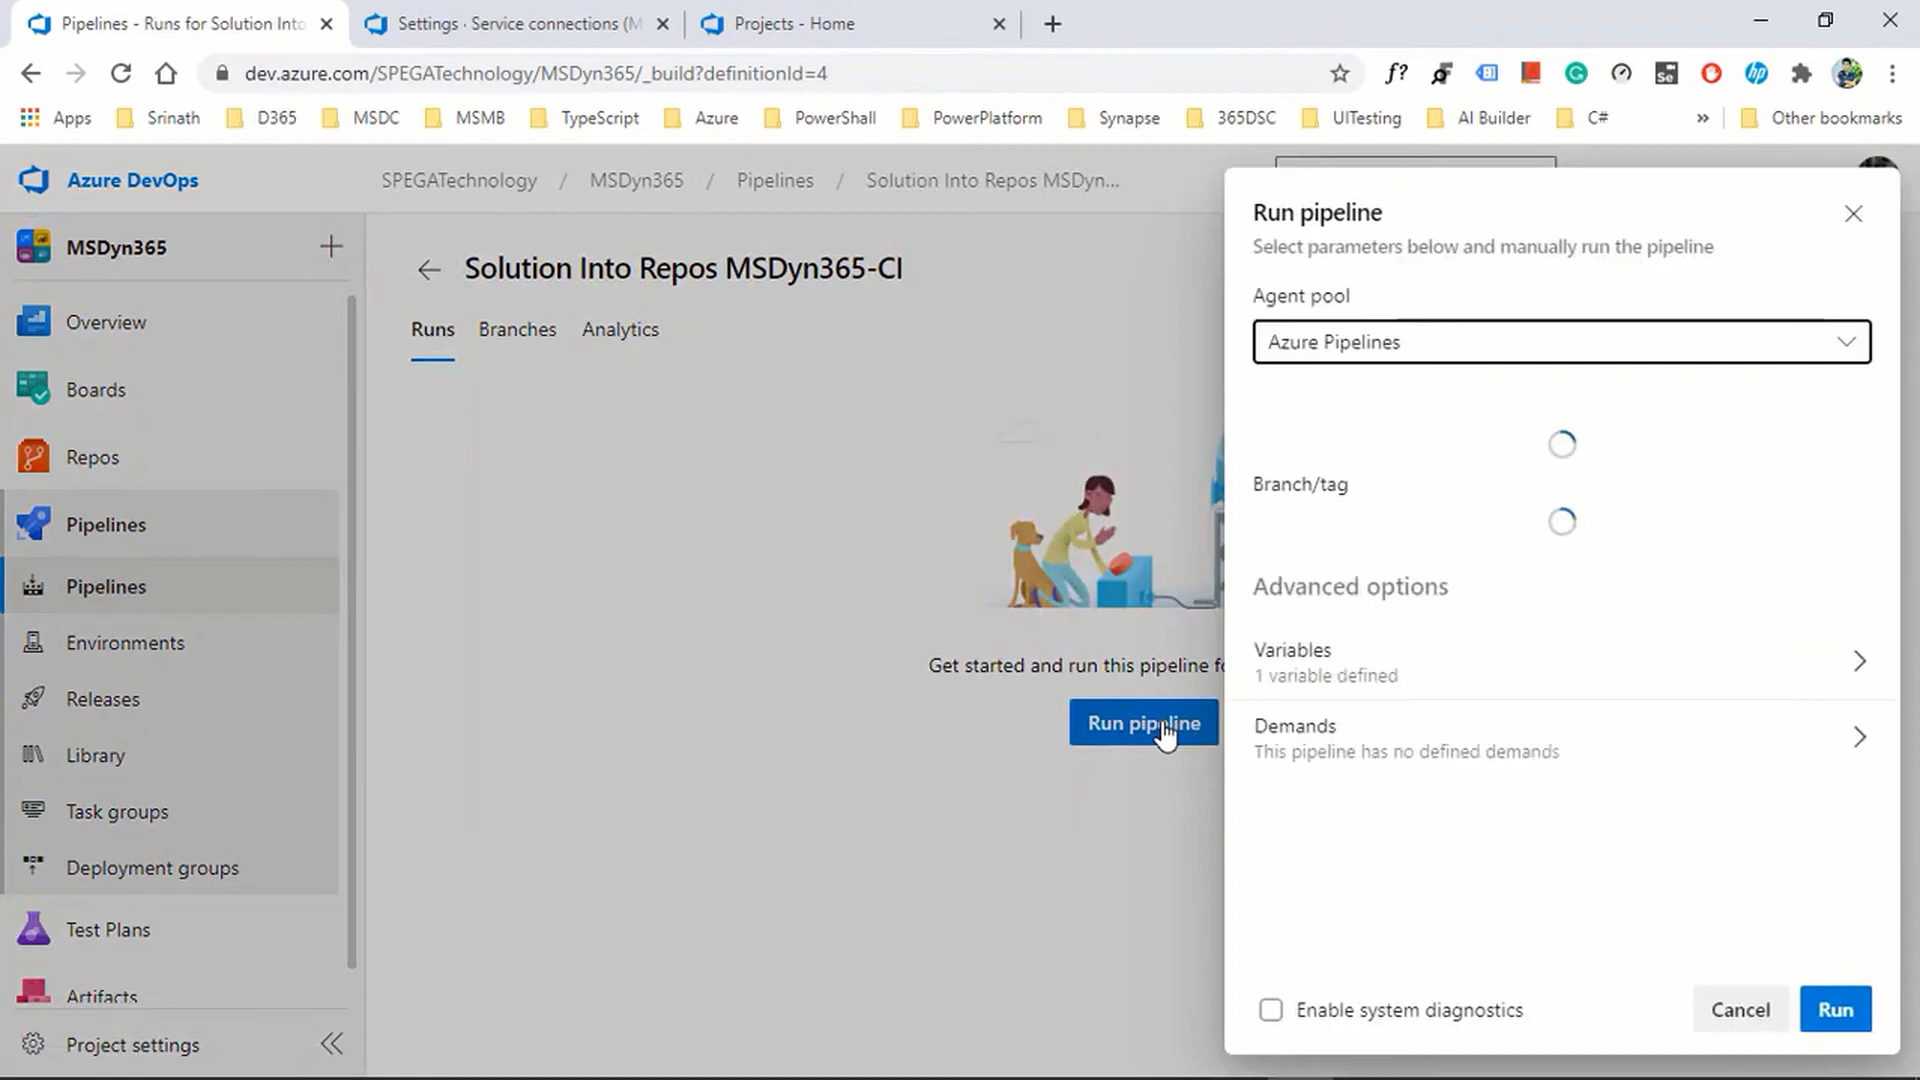 Pipelines - Runs for Solution Into
Settings · Service connections (M
Projects - Home
dev.azure.com/SPEGATechnology/MSDyn365/_build?definitionId=4
f?
Se
hp
Apps
Srinath
D365
MSDC
MSMB
TypeScript
Azure
PowerShall
PowerPlatform
Synapse
365DSC
UITesting
AI Builder
C#
»
Other bookmarks
Azure DevOps
SPEGATechnology / MSDyn365 / Pipelines / Solution Into Repos MSDyn...
MSDyn365
Overview
Boards
Repos
Pipelines
Pipelines
Environments
Releases
Library
Task groups
Deployment groups
Test Plans
Artifacts
Project settings
Solution Into Repos MSDyn365-CI
Runs
Branches
Analytics
Get started and run this pipeline fo
Run pipeline
Run pipeline
Select parameters below and manually run the pipeline
Agent pool
Azure Pipelines
Branch/tag
Advanced options
Variables
1 variable defined
Demands
This pipeline has no defined demands
Enable system diagnostics
Cancel
Run